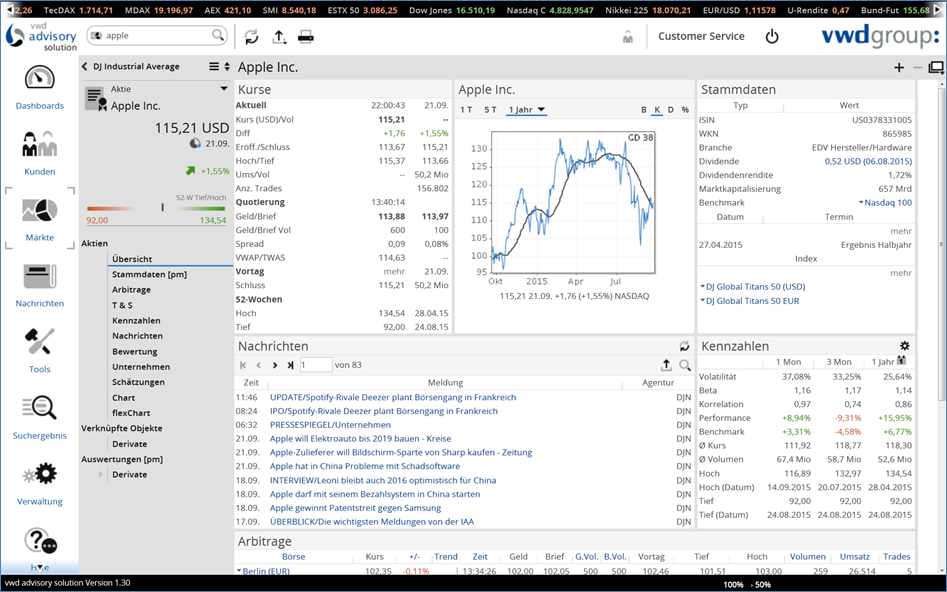 2,26 TecDAX 1.714,71 MDAX 19.196,97 AEX 421,10 SMI 8.540,18 ESTX 50 3.086,25 Dow Jones 16.510,19 Nasdaq C 4.828,9547 Nikkei 225 18.070,21 EUR/USD 1,11578 U-Rendite 0,47 Bund-Fut 155,68
vwd advisory solution
apple
Customer Service
vwdgroup:
Dashboards
Kunden
Märkte
Nachrichten
Tools
Suchergebnis
Verwaltung
DJ Industrial Average
Aktie
Apple Inc.
115,21 USD
21.09.
+1,55%
52-W Tief/Hoch
92,00 134,54
Aktien
Übersicht
Stammdaten [pm]
Arbitrage
T & S
Kennzahlen
Nachrichten
Bewertung
Unternehmen
Schätzungen
Chart
flexChart
Verknüpfte Objekte
Derivate
Auswertungen [pm]
Derivate
Apple Inc.
Kurse
Aktuell 22:00:43 21.09.
Kurs (USD)/Vol 115,21 --
Diff +1,76 +1,55%
Eröff./Schluss 113,67 115,21
Hoch/Tief 115,37 113,66
Ums/Vol -- 50,2 Mio
Anz. Trades 156.802
Quotierung 13:40:14
Geld/Brief 113,88 113,97
Geld/Brief Vol 600 100
Spread 0,09 0,08%
VWAP/TWAS 114,63 --
Vortag mehr 21.09.
Schluss 115,21 50,2 Mio
52-Wochen
Hoch 134,54 28.04.15
Tief 92,00 24.08.15
Apple Inc.
1 T 5 T 1 Jahr B K D %
GD 38
130
125
120
115
110
105
100
95
Okt 2015 Apr Jul
115,21 21.09. +1,76 (+1,55%) NASDAQ
Stammdaten
Typ Wert
ISIN US0378331005
WKN 865985
Branche EDV Hersteller/Hardware
Dividende 0,52 USD (06.08.2015)
Dividendenrendite 1,72%
Marktkapitalisierung 657 Mrd
Benchmark Nasdaq 100
Datum Termin
mehr
27.04.2015 Ergebnis Halbjahr
Index
mehr
DJ Global Titans 50 (USD)
DJ Global Titans 50 EUR
Nachrichten
1 von 83
Zeit Meldung Agentur
11:46 UPDATE/Spotify-Rivale Deezer plant Börsengang in Frankreich DJN
08:24 IPO/Spotify-Rivale Deezer plant Börsengang in Frankreich DJN
06:32 PRESSESPIEGEL/Unternehmen DJN
21.09. Apple will Elektroauto bis 2019 bauen - Kreise DJN
21.09. Apple-Zulieferer will Bildschirm-Sparte von Sharp kaufen - Zeitung DJN
21.09. Apple hat in China Probleme mit Schadsoftware DJN
18.09. INTERVIEW/Leoni bleibt auch 2016 optimistisch für China DJN
18.09. Apple darf mit seinem Bezahlsystem in China starten DJN
18.09. Apple gewinnt Patentstreit gegen Samsung DJN
17.09. ÜBERBLICK/Die wichtigsten Meldungen von der IAA DJN
Kennzahlen
1 Mon 3 Mon 1 Jahr
Volatilität 37,08% 33,25% 25,64%
Beta 1,16 1,17 1,14
Korrelation 0,97 0,74 0,86
Performance +8,94% -9,31% +15,95%
Benchmark +3,31% -4,58% +6,77%
Ø Kurs 111,92 118,77 118,30
Ø Volumen 67,4 Mio 58,7 Mio 52,6 Mio
Hoch 116,89 132,97 134,54
Hoch (Datum) 14.09.2015 20.07.2015 28.04.2015
Tief 92,00 92,00 92,00
Tief (Datum) 24.08.2015 24.08.2015 24.08.2015
Arbitrage
Börse Kurs +/- Trend Zeit Geld Brief G.Vol. B.Vol. Vortag Tief Hoch Volumen Umsatz Trades
Berlin (EUR) 102,35 -0,11% 13:34:26 102,00 102,05 500 500 102,46 101,51 103,00 259 26.514 5
vwd advisory solution Version 1.30
100% › 50%